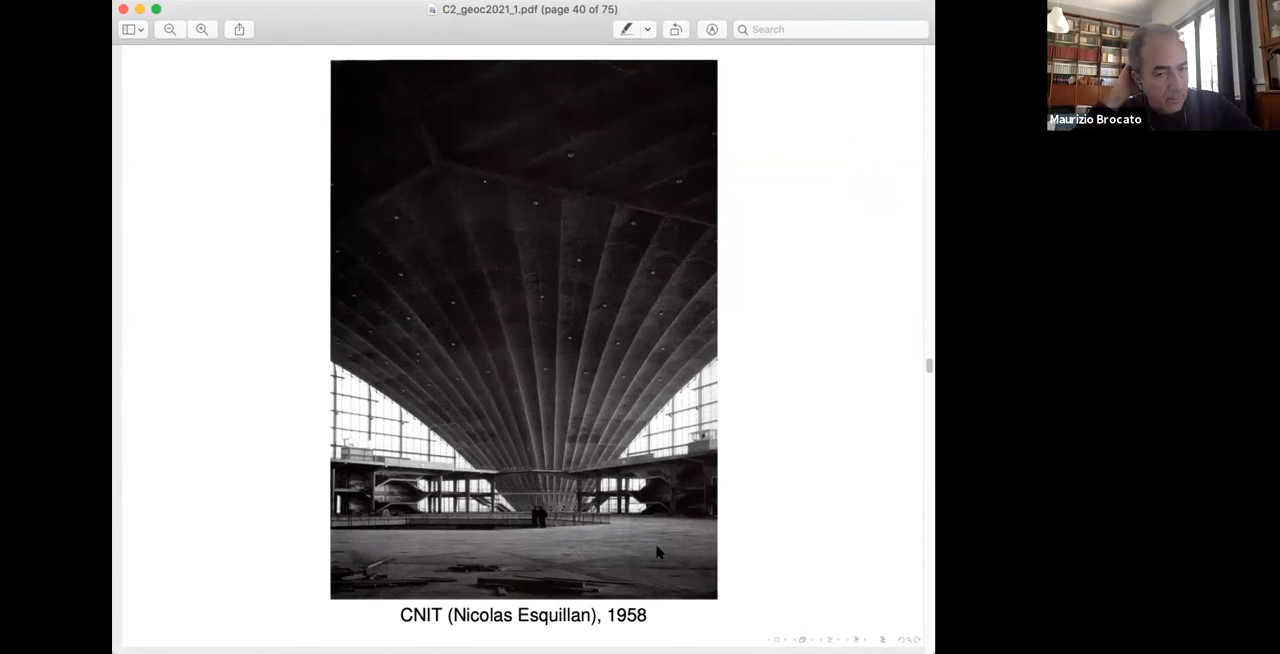 C2_geoc2021_1.pdf (page 40 of 75)
Search
Maurizio Brocato
CNIT (Nicolas Esquillan), 1958